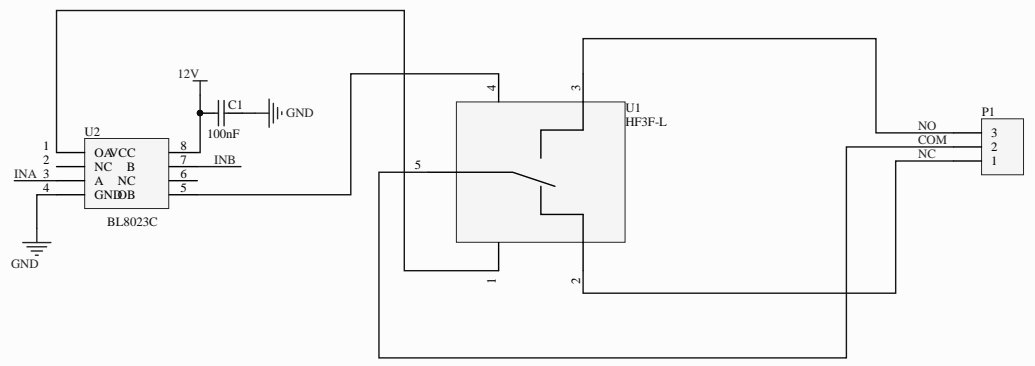 12V
C1
GND
100nF
U2
1
OA
VCC
8
2
NC
B
7
INB
INA
3
A
NC
6
4
GND
OB
5
BL8023C
GND
4
3
U1
HF3F-L
5
1
2
P1
NO
3
COM
2
NC
1